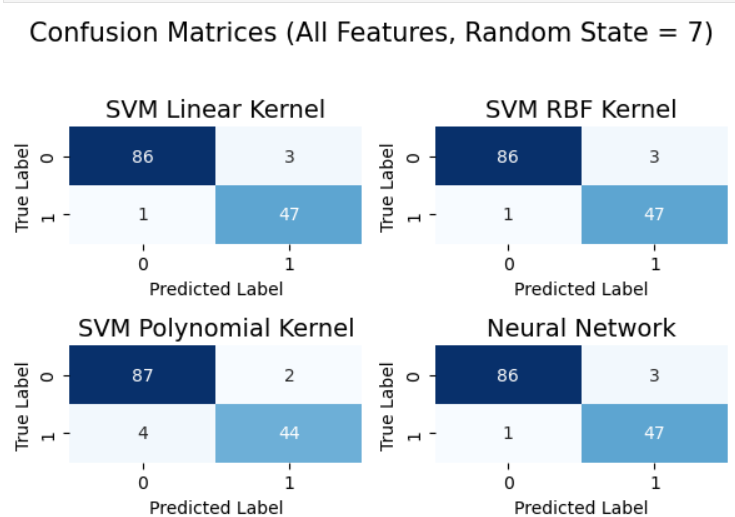 Confusion Matrices (All Features, Random State = 7)
SVM Linear Kernel
True Label
0
86
3
1
1
47
0
1
Predicted Label
SVM RBF Kernel
True Label
0
86
3
1
1
47
0
1
Predicted Label
SVM Polynomial Kernel
True Label
0
87
2
1
4
44
0
1
Predicted Label
Neural Network
True Label
0
86
3
1
1
47
0
1
Predicted Label